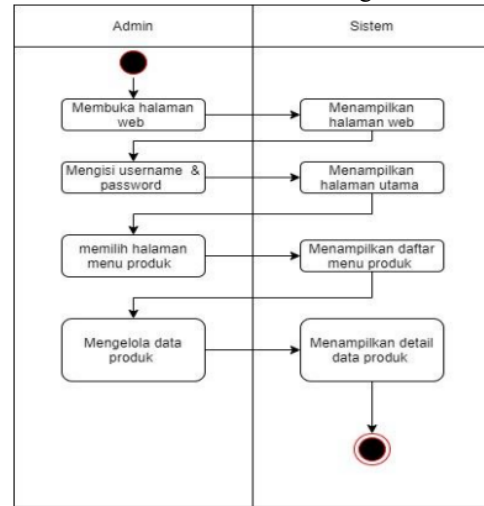 Admin
Sistem
Membuka halaman
web
Menampilkan
halaman web
Mengisi username &
password
Menampilkan
halaman utama
memilih halaman
menu produk
Menampilkan daftar
menu produk
Mengelola data
produk
Menampilkan detail
data produk